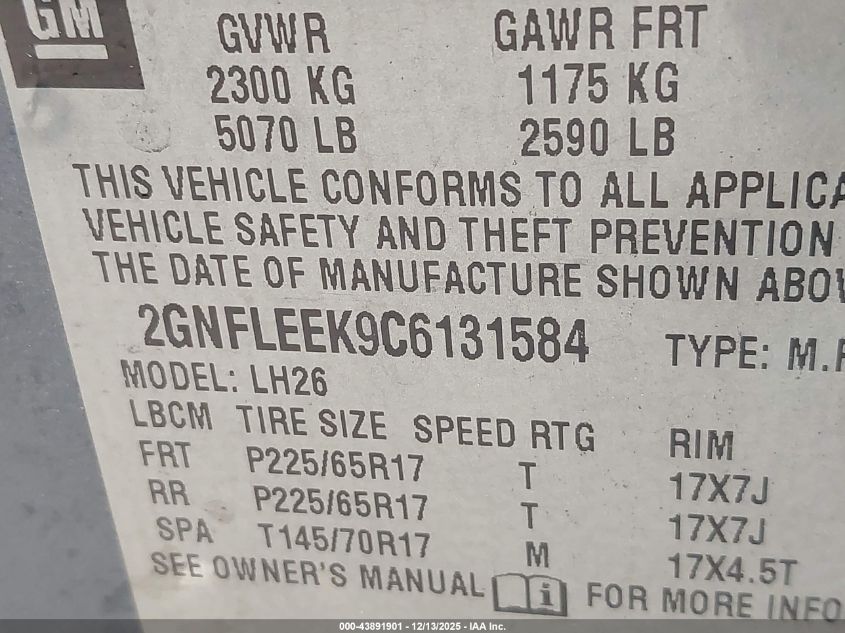 GM
GVWR GAWR FRT
2300 KG 1175 KG
5070 LB 2590 LB
THIS VEHICLE CONFORMS TO ALL APPLICA
VEHICLE SAFETY AND THEFT PREVENTION
THE DATE OF MANUFACTURE SHOWN ABOV
2GNFLEEK9C6131584 TYPE: M.P
MODEL: LH26
LBCM TIRE SIZE SPEED RTG RIM
FRT P225/65R17 T 17X7J
RR P225/65R17 T 17X7J
SPA T145/70R17 M 17X4.5T
SEE OWNER'S MANUAL i FOR MORE INFO
000-43891901 - 12/13/2025 - IAA Inc.